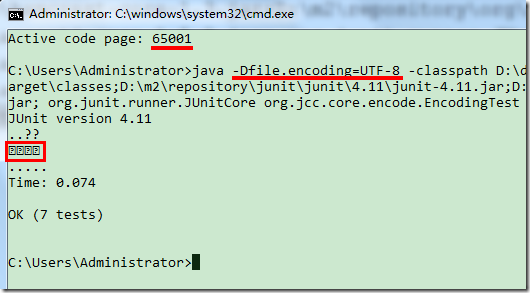 Administrator: C:\windows\system32\cmd.exe
Active code page: 65001
C:\Users\Administrator>java -Dfile.encoding=UTF-8 -classpath D:\d
arget\classes;D:\m2\repository\junit\junit\4.11\junit-4.11.jar;D:
jar; org.junit.runner.JUnitCore org.jcc.core.encode.EncodingTest
JUnit version 4.11
..??
.....
Time: 0.074
OK (7 tests)
C:\Users\Administrator>